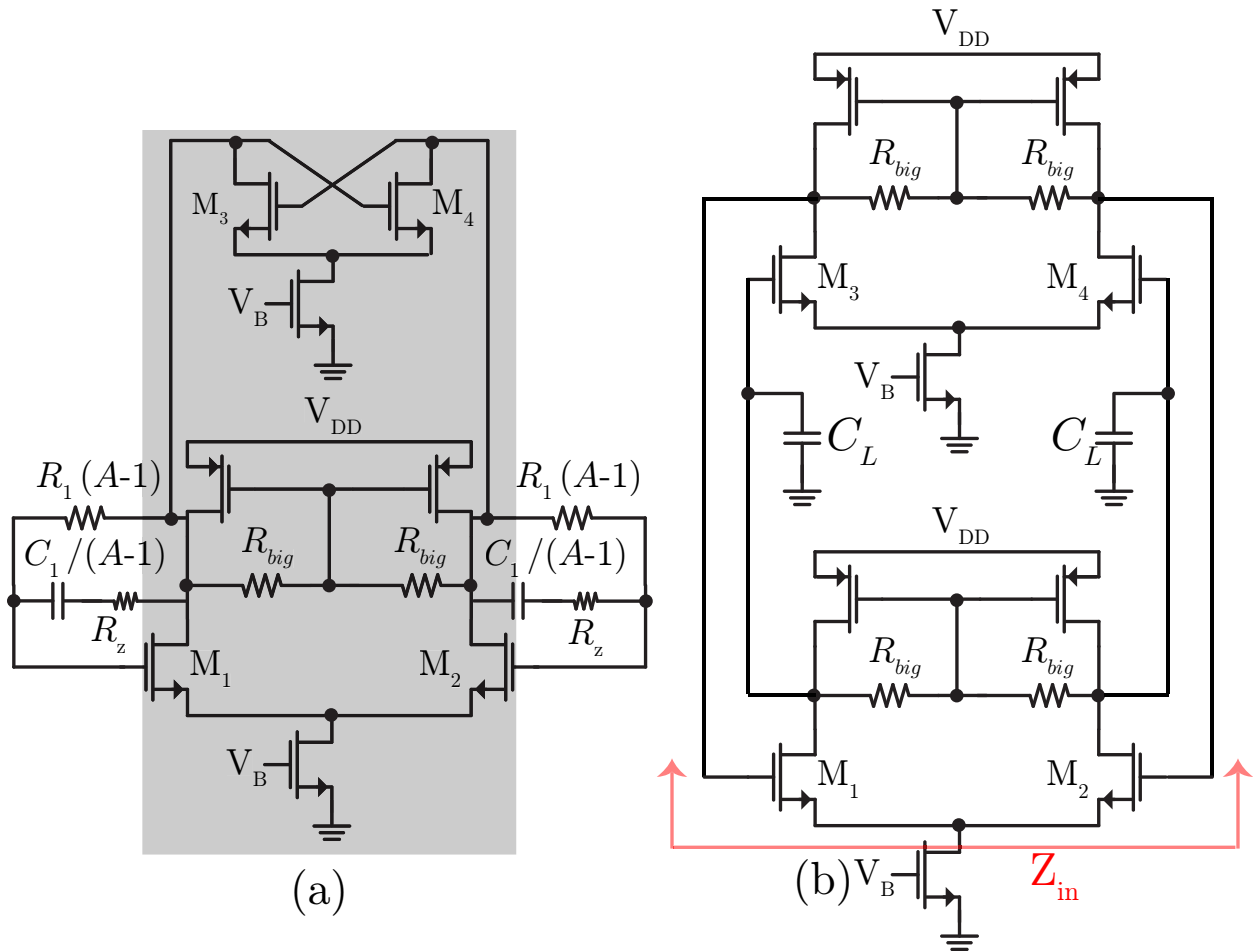 M3
M4
VB
VDD
R1(A-1)
R1(A-1)
C1/(A-1)
Rbig
Rbig
C1/(A-1)
Rz
Rz
M1
M2
VB
(a)
VDD
Rbig
Rbig
M3
M4
VB
CL
CL
VDD
Rbig
Rbig
M1
M2
VB
Zin
(b)